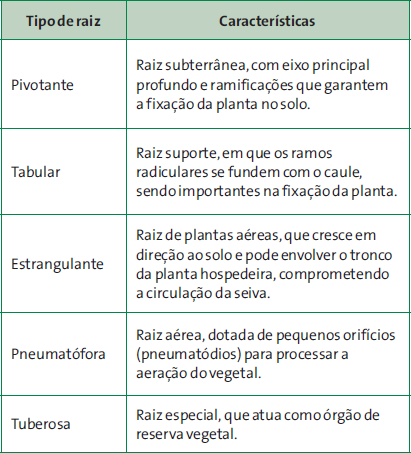 Tipo de raiz Características
Pivotante
Raiz subterrânea, com eixo principal
profundo e ramificações que garantem
a fixação da planta no solo.
Tabular
Raiz suporte, em que os ramos
radiculares se fundem com o caule,
sendo importantes na fixação da planta.
Estrangulante
Raiz de plantas aéreas, que cresce em
direção ao solo e pode envolver o tronco
da planta hospedeira, comprometendo
a circulação da seiva.
Pneumatófora
Raiz aérea, dotada de pequenos orifícios
(pneumatódios) para processar a
aeração do vegetal.
Tuberosa
Raiz especial, que atua como órgão de
reserva vegetal.